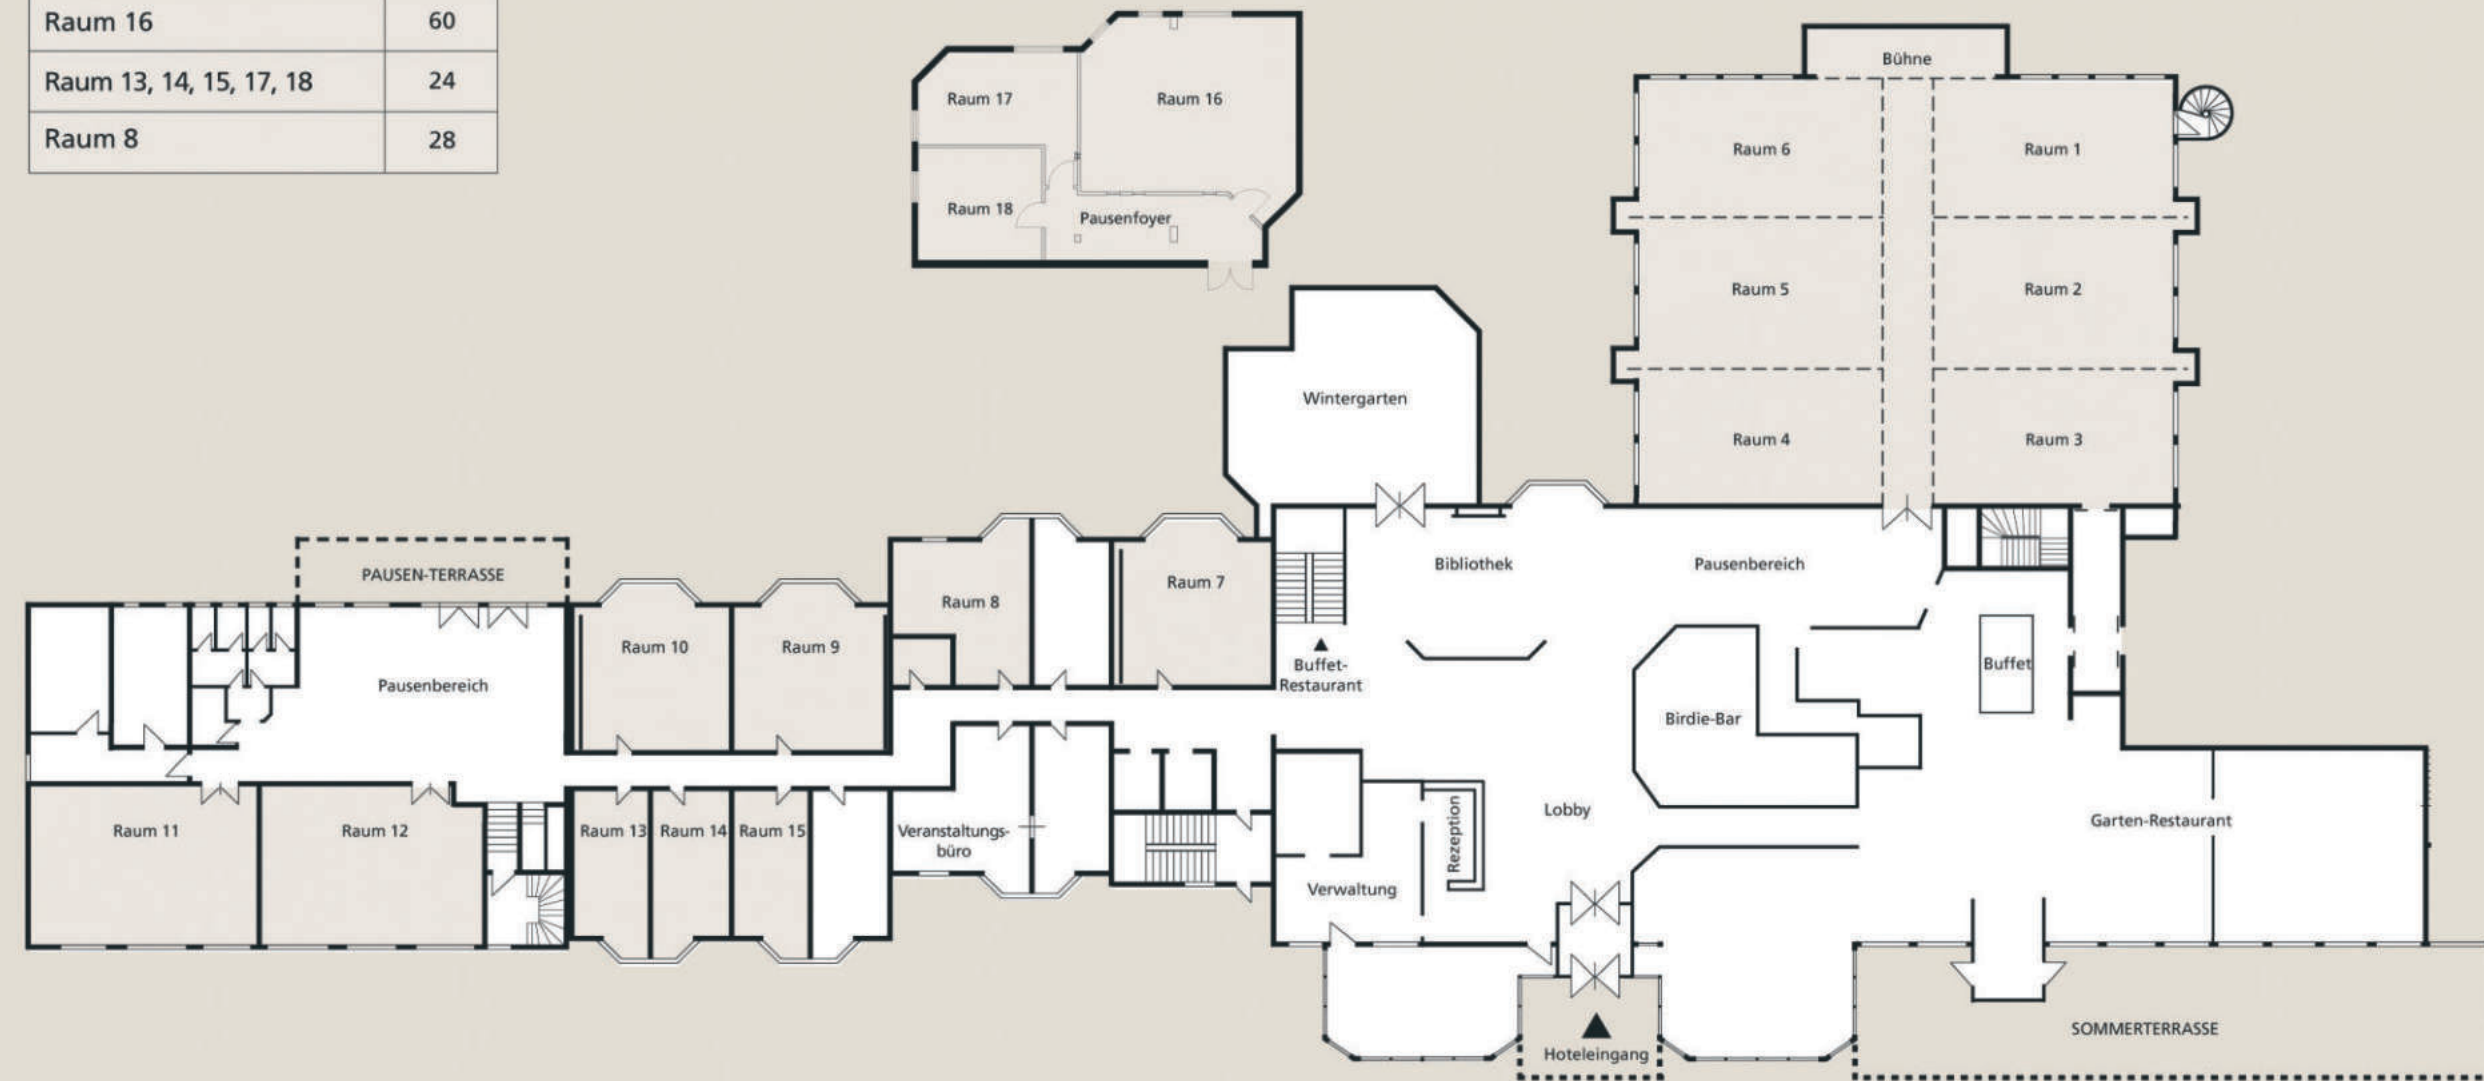 Raum 16 60
Raum 13, 14, 15, 17, 18 24
Raum 8 28
Raum 17
Raum 16
Raum 18
Pausenfoyer
Bühne
Raum 6
Raum 1
Raum 5
Raum 2
Raum 4
Raum 3
Wintergarten
PAUSEN-TERRASSE
Pausenbereich
Raum 10
Raum 9
Raum 8
Raum 7
Bibliothek
Pausenbereich
Buffet-
Restaurant
Buffet
Birdie-Bar
Raum 11
Raum 12
Raum 13
Raum 14
Raum 15
Veranstaltungs-
büro
Rezeption
Verwaltung
Lobby
Garten-Restaurant
Hoteleingang
SOMMERTERRASSE